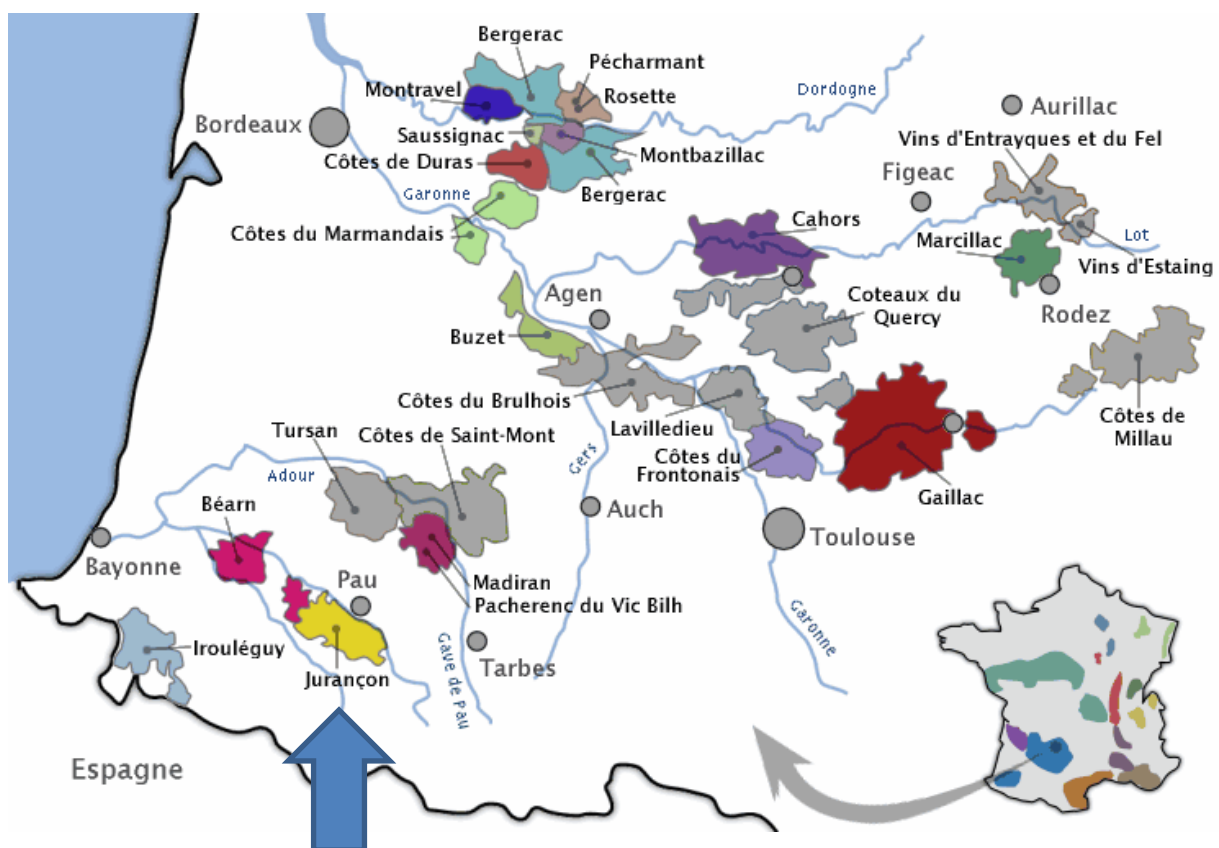 Bergerac
Pécharmant
Montravel
Rosette
Dordogne
Bordeaux
Aurillac
Saussignac
Vins d'Entrayques et du Fel
Côtes de Duras
Montbazillac
Figeac
Garonne
Bergerac
Cahors
Côtes du Marmandais
Marcillac
Lot
Vins d'Estaing
Agen
Coteaux du
Quercy
Rodez
Buzet
Côtes du Brulhois
Lavilledieu
Côtes de
Millau
Tursan
Côtes de Saint-Mont
Gers
Côtes du
Frontonais
Adour
Gaillac
Béarn
Auch
Toulouse
Bayonne
Pau
Madiran
Pacherenc du Vic Bilh
Garonne
Irouléguy
Gave de Pau
Tarbes
Jurançon
Espagne